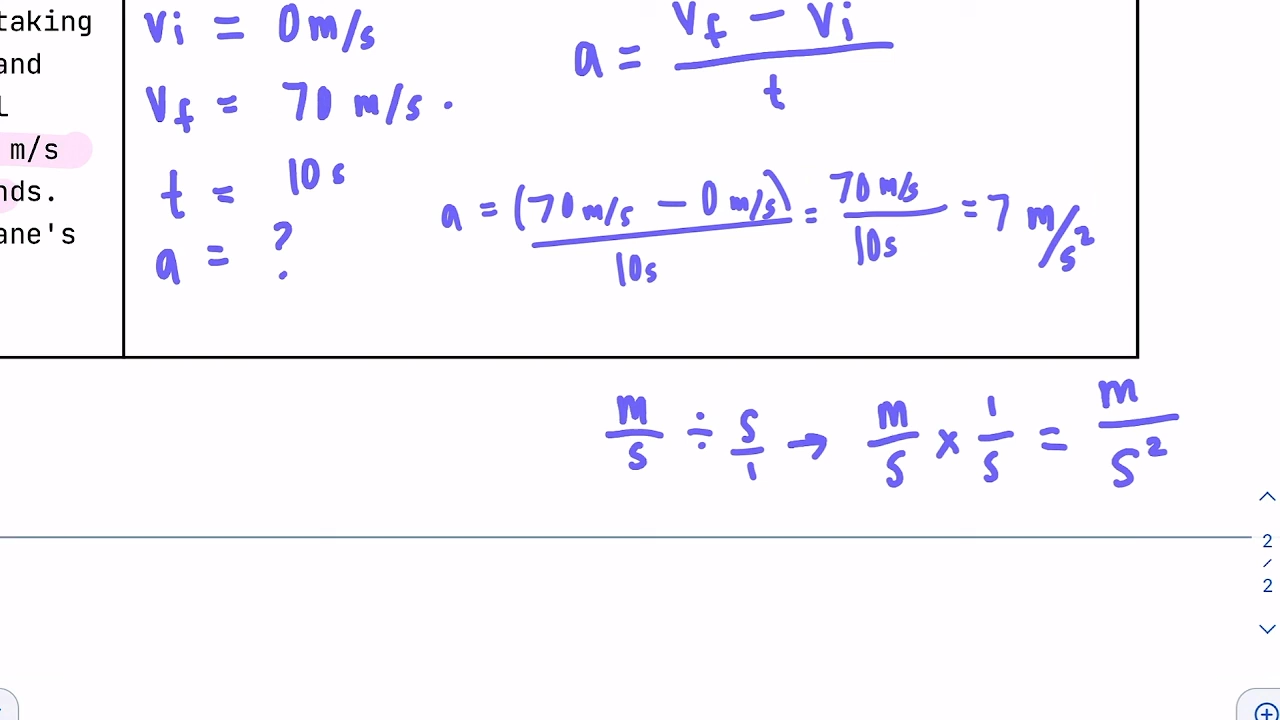 taking
and
m/s
nds.
ane's
Vi = 0 m/s
Vf = 70 m/s .
t = 10 s
a = ?
a = Vf - Vi / t
a = (70 m/s - 0 m/s) / 10s = 70 m/s / 10s = 7 m/s²
m/s ÷ s/1 → m/s x 1/s = m/s²
2
/
2